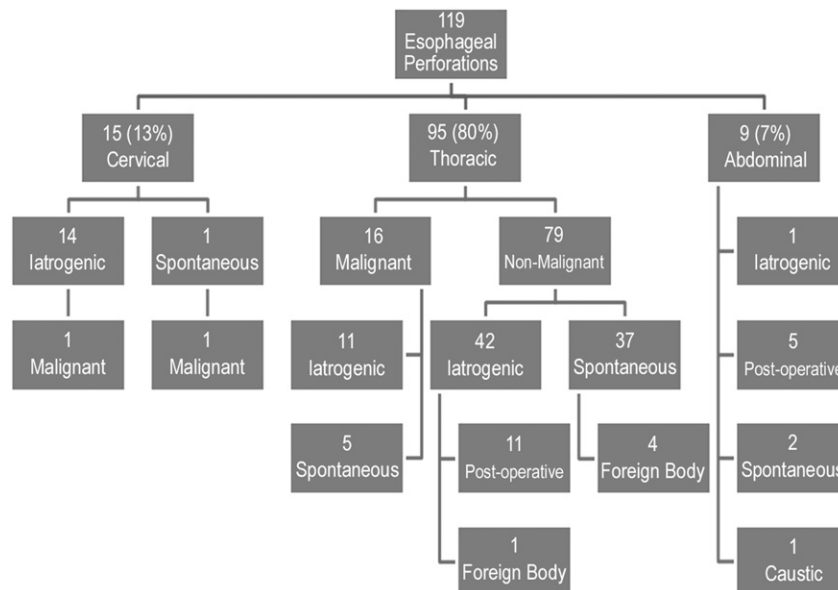 119
Esophageal
Perforations
15 (13%)
Cervical
95 (80%)
Thoracic
9 (7%)
Abdominal
14
Iatrogenic
1
Spontaneous
16
Malignant
79
Non-Malignant
1
Iatrogenic
1
Malignant
1
Malignant
11
Iatrogenic
42
Iatrogenic
37
Spontaneous
5
Post-operative
5
Spontaneous
11
Post-operative
4
Foreign Body
2
Spontaneous
1
Foreign Body
1
Caustic